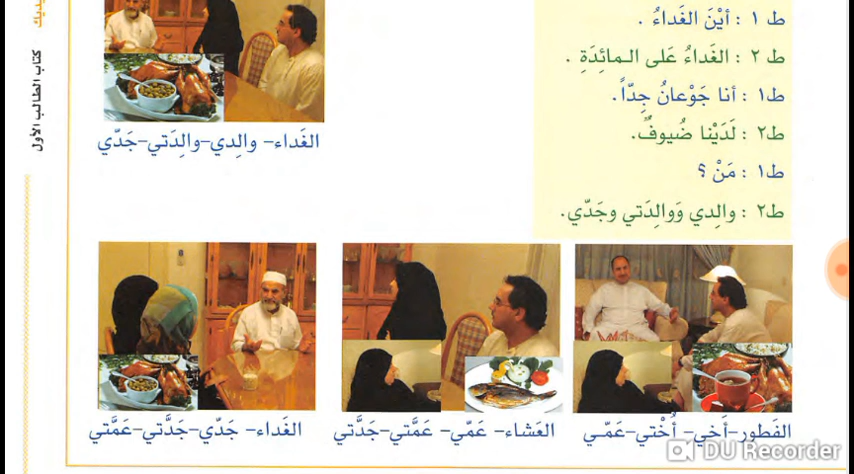 ط ١ : أَيْنَ الغَداءُ .
ط ٢ : الغَداءُ عَلى المائِدَةِ .
ط١ : أنا جَوْعانُ جِدّاً.
ط٢ : لَدَيْنا ضُيوفٌ.
ط١ : مَنْ ؟
ط٢ : والِدي وَوالِدَتي وجَدّي.
الغَداء- والِدي-والِدَتي-جَدّي
الفَطور-أَخي- أُخْتي-عَمّي
العَشاء- عَمّي- عَمَّتي-جَدَّتي
الغَداء- جَدّي-جَدَّتي-عَمَّتي
كتاب الطالب الأول
DU Recorder